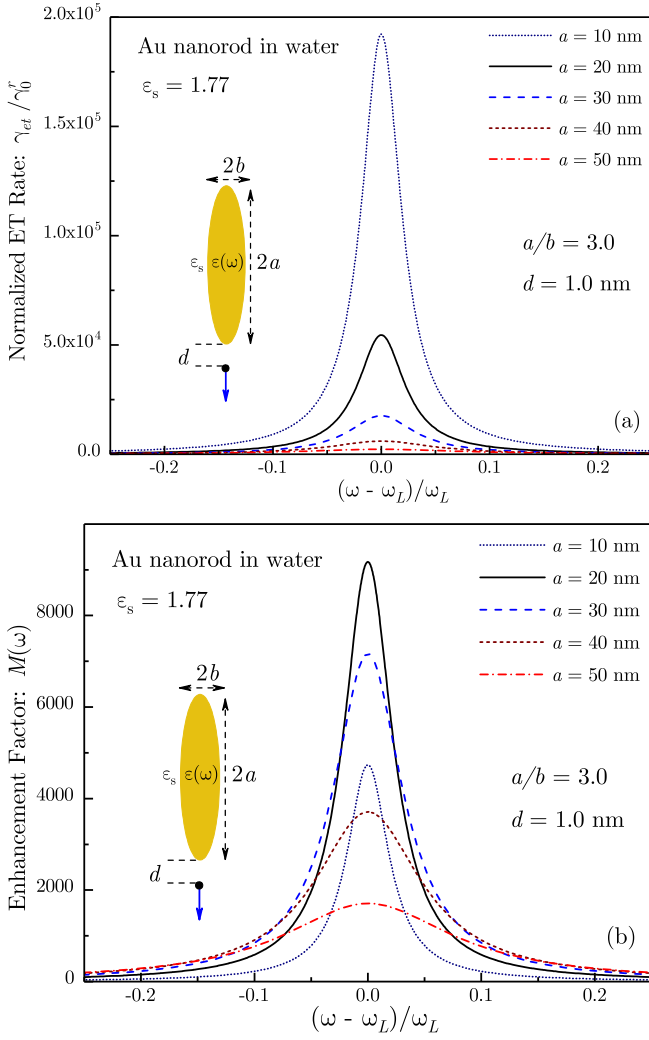 Normalized ET Rate: γ_et /γ_0^r
2.0x10^5
1.5x10^5
1.0x10^5
5.0x10^4
0.0
Au nanorod in water
ε_s = 1.77
a = 10 nm
a = 20 nm
a = 30 nm
a = 40 nm
a = 50 nm
2b
ε_s ε(ω) 2a
d
a/b = 3.0
d = 1.0 nm
(a)
-0.2 -0.1 0.0 0.1 0.2
(ω - ω_L)/ω_L
Enhancement Factor: M(ω)
8000
6000
4000
2000
0
Au nanorod in water
ε_s = 1.77
a = 10 nm
a = 20 nm
a = 30 nm
a = 40 nm
a = 50 nm
2b
ε_s ε(ω) 2a
d
a/b = 3.0
d = 1.0 nm
(b)
-0.2 -0.1 0.0 0.1 0.2
(ω - ω_L)/ω_L